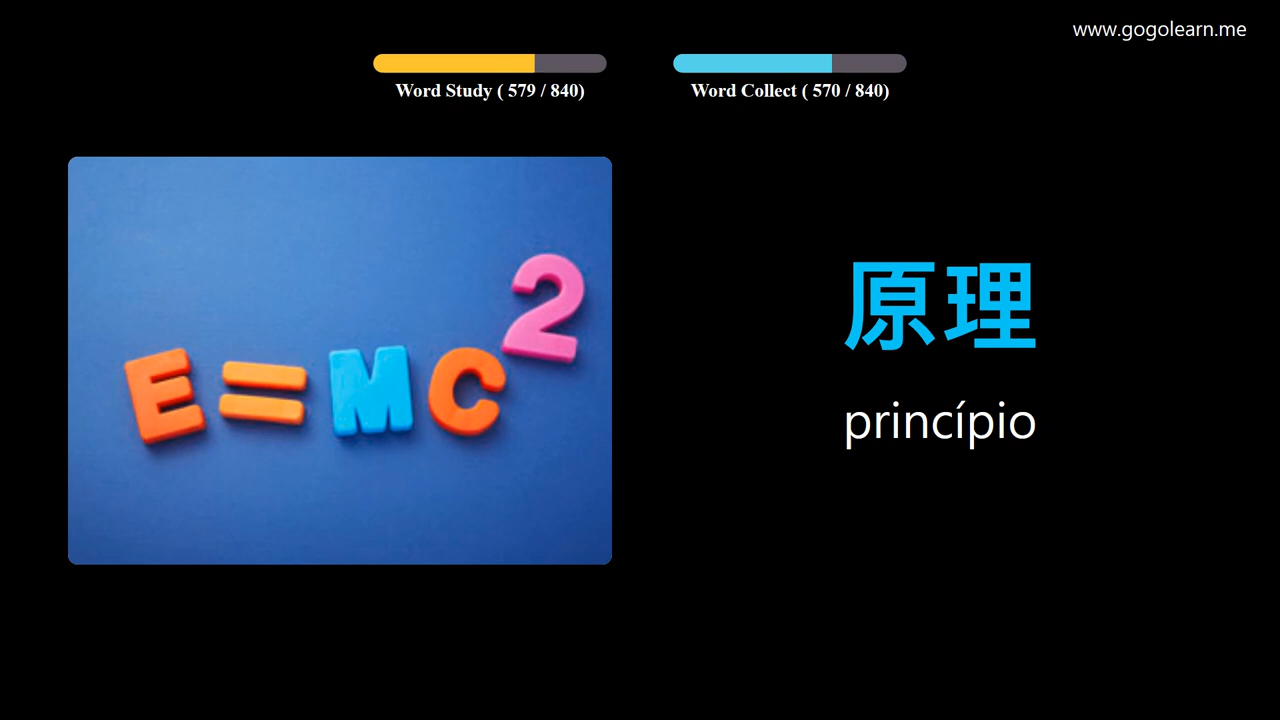 www.gogolearn.me
Word Study ( 579 / 840)
Word Collect ( 570 / 840)
E=MC2
原理
princípio